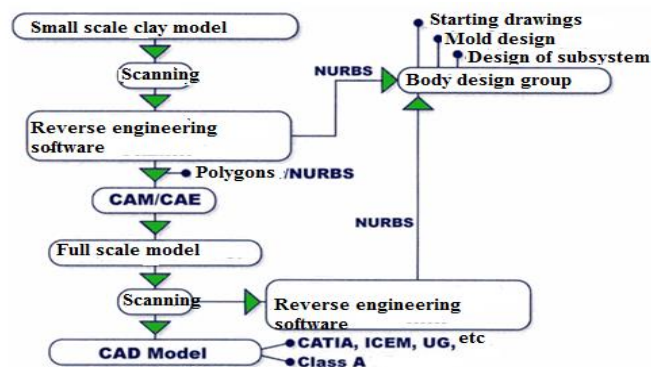 Small scale clay model
Scanning
Reverse engineering
software
Polygons /NURBS
CAM/CAE
Full scale model
Scanning
CAD Model
CATIA, ICEM, UG, etc
Class A
Reverse engineering
software
NURBS
NURBS
Starting drawings
Mold design
Design of subsystem
Body design group